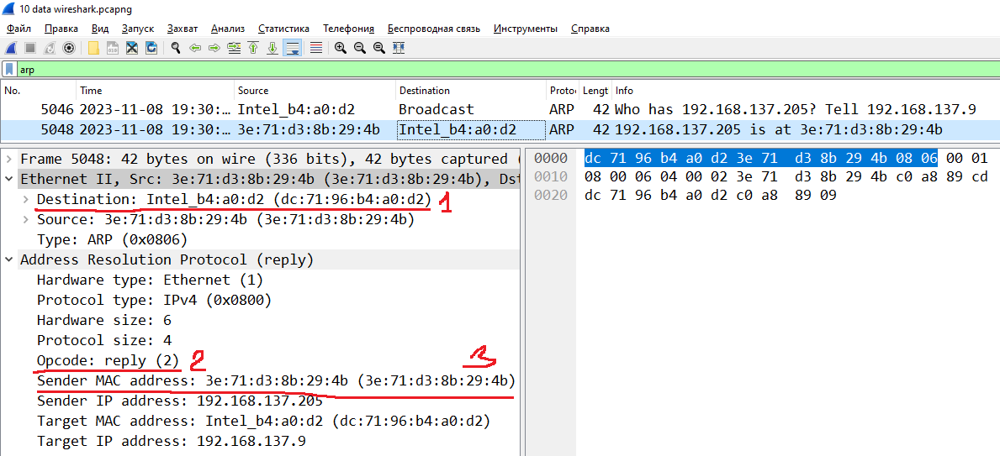 10 data wireshark.pcapng
Файл Правка Вид Запуск Захват Анализ Статистика Телефония Беспроводная связь Инструменты Справка
arp
No. Time Source Destination Protoc Lengt Info
5046 2023-11-08 19:30:… Intel_b4:a0:d2 Broadcast ARP 42 Who has 192.168.137.205? Tell 192.168.137.9
5048 2023-11-08 19:30:… 3e:71:d3:8b:29:4b Intel_b4:a0:d2 ARP 42 192.168.137.205 is at 3e:71:d3:8b:29:4b
Frame 5048: 42 bytes on wire (336 bits), 42 bytes captured (
Ethernet II, Src: 3e:71:d3:8b:29:4b (3e:71:d3:8b:29:4b), Dst
Destination: Intel_b4:a0:d2 (dc:71:96:b4:a0:d2) 1
Source: 3e:71:d3:8b:29:4b (3e:71:d3:8b:29:4b)
Type: ARP (0x0806)
Address Resolution Protocol (reply)
Hardware type: Ethernet (1)
Protocol type: IPv4 (0x0800)
Hardware size: 6
Protocol size: 4
Opcode: reply (2) 2
3
Sender MAC address: 3e:71:d3:8b:29:4b (3e:71:d3:8b:29:4b)
Sender IP address: 192.168.137.205
Target MAC address: Intel_b4:a0:d2 (dc:71:96:b4:a0:d2)
Target IP address: 192.168.137.9
0000 dc 71 96 b4 a0 d2 3e 71 d3 8b 29 4b 08 06 00 01
0010 08 00 06 04 00 02 3e 71 d3 8b 29 4b c0 a8 89 cd
0020 dc 71 96 b4 a0 d2 c0 a8 89 09